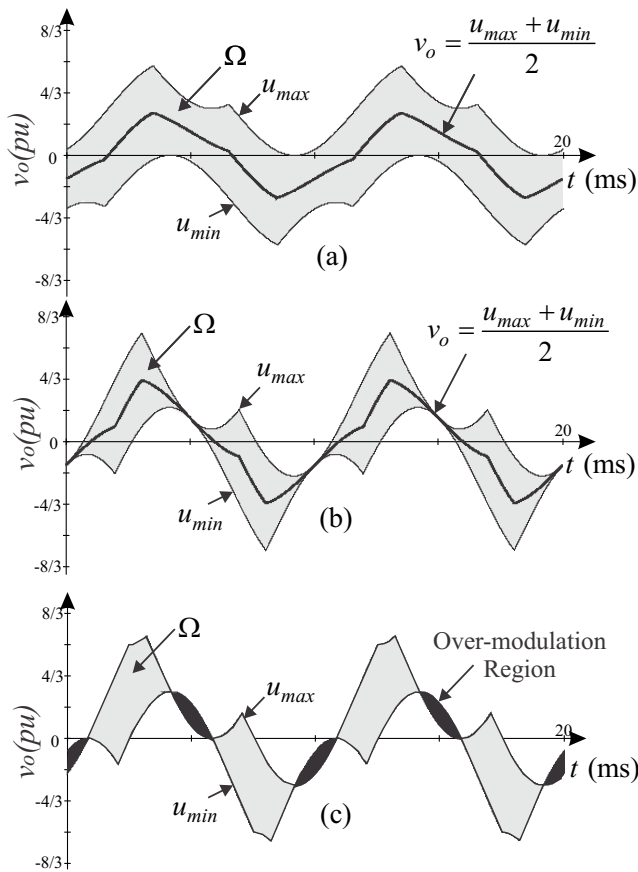 8/3
4/3
0
-4/3
-8/3
vo(pu)
Ω
umax
vo = (umax + umin) / 2
umin
20
t (ms)
(a)
8/3
4/3
0
-4/3
-8/3
vo(pu)
Ω
umax
vo = (umax + umin) / 2
umin
20
t (ms)
(b)
8/3
4/3
0
-4/3
-8/3
vo(pu)
Ω
umax
Over-modulation
Region
umin
20
t (ms)
(c)